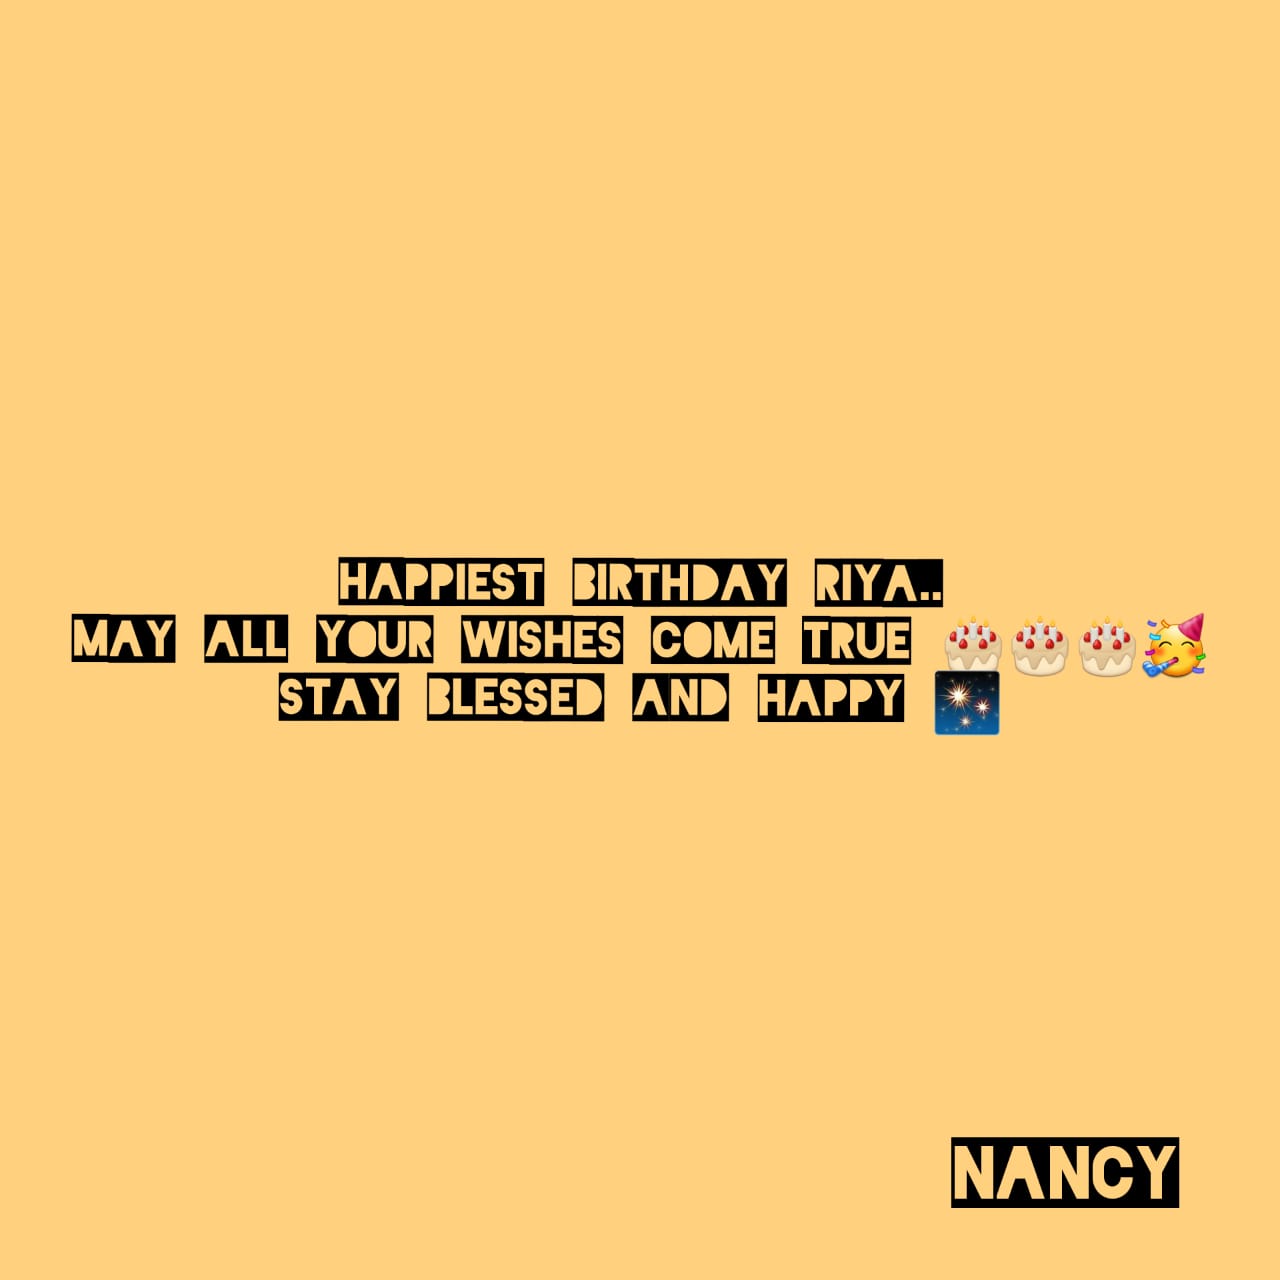 HAPPIEST BIRTHDAY RIYA..
MAY ALL YOUR WISHES COME TRUE 🎂🎂🎂🥳
STAY BLESSED AND HAPPY 🎇
NANCY